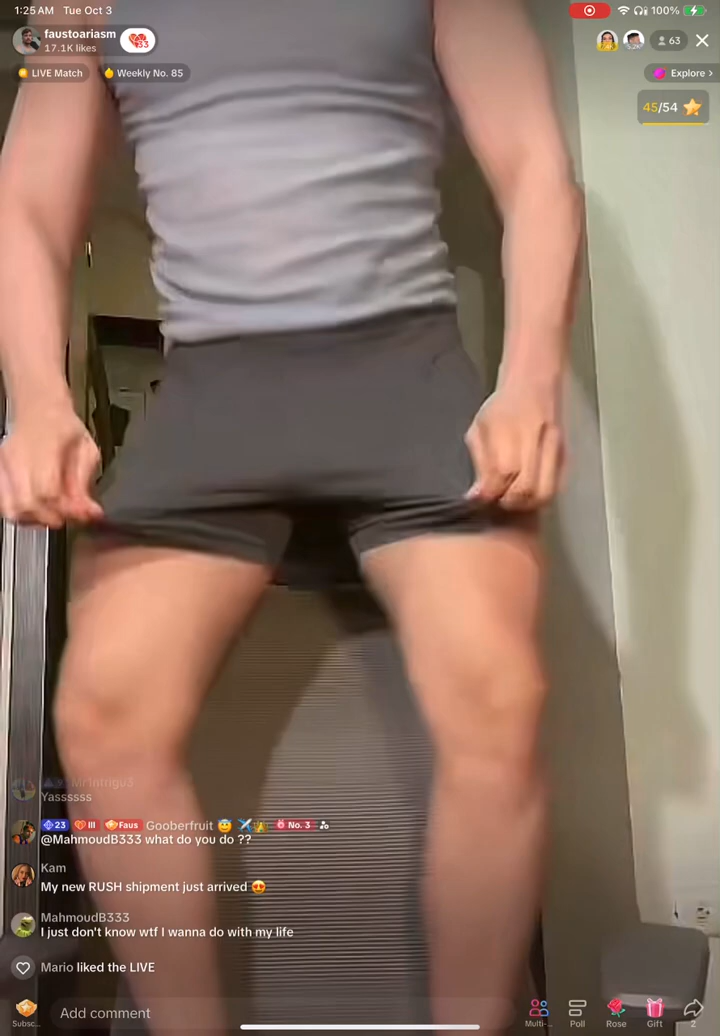 1:25 AM Tue Oct 3
100%
faustoariasm
17.1K likes
33
63
LIVE Match
Weekly No. 85
Explore >
45/54
Mr1ntrigu3
Yassssss
23 III Faus Gooberfruit 😇 ✈️ No. 3
@MahmoudB333 what do you do ??
Kam
My new RUSH shipment just arrived 😍
MahmoudB333
I just don't know wtf I wanna do with my life
Mario liked the LIVE
Subsc...
Add comment
Multi-...
Poll
Rose
Gift
2